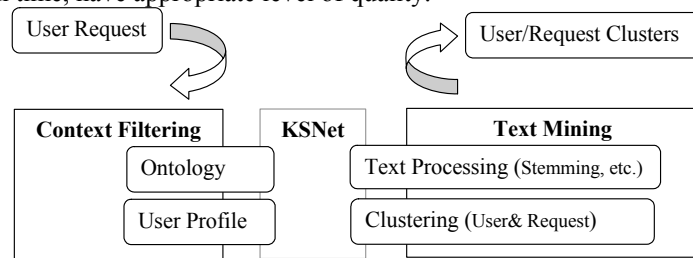 time, have appropriate level of quality.
User Request
User/Request Clusters
Context Filtering
KSNet
Text Mining
Ontology
Text Processing (Stemming, etc.)
User Profile
Clustering (User& Request)